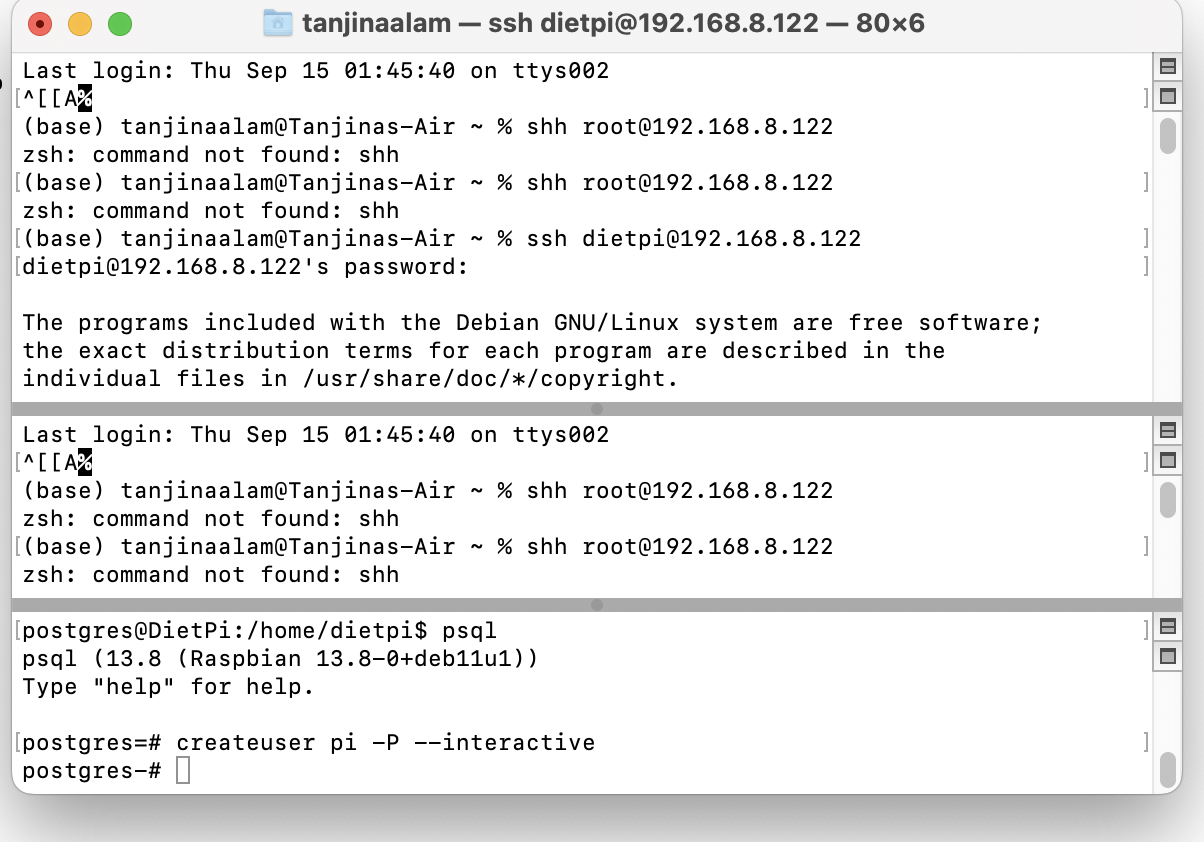 tanjinaalam — ssh dietpi@192.168.8.122 — 80×6
Last login: Thu Sep 15 01:45:40 on ttys002
[^[[A%]
(base) tanjinaalam@Tanjinas-Air ~ % shh root@192.168.8.122
zsh: command not found: shh
[(base) tanjinaalam@Tanjinas-Air ~ % shh root@192.168.8.122]
zsh: command not found: shh
[(base) tanjinaalam@Tanjinas-Air ~ % ssh dietpi@192.168.8.122]
[dietpi@192.168.8.122's password:]
The programs included with the Debian GNU/Linux system are free software;
the exact distribution terms for each program are described in the
individual files in /usr/share/doc/*/copyright.
Last login: Thu Sep 15 01:45:40 on ttys002
[^[[A%]
(base) tanjinaalam@Tanjinas-Air ~ % shh root@192.168.8.122
zsh: command not found: shh
[(base) tanjinaalam@Tanjinas-Air ~ % shh root@192.168.8.122]
zsh: command not found: shh
[postgres@DietPi:/home/dietpi$ psql]
psql (13.8 (Raspbian 13.8-0+deb11u1))
Type "help" for help.
[postgres=# createuser pi -P --interactive]
postgres-#